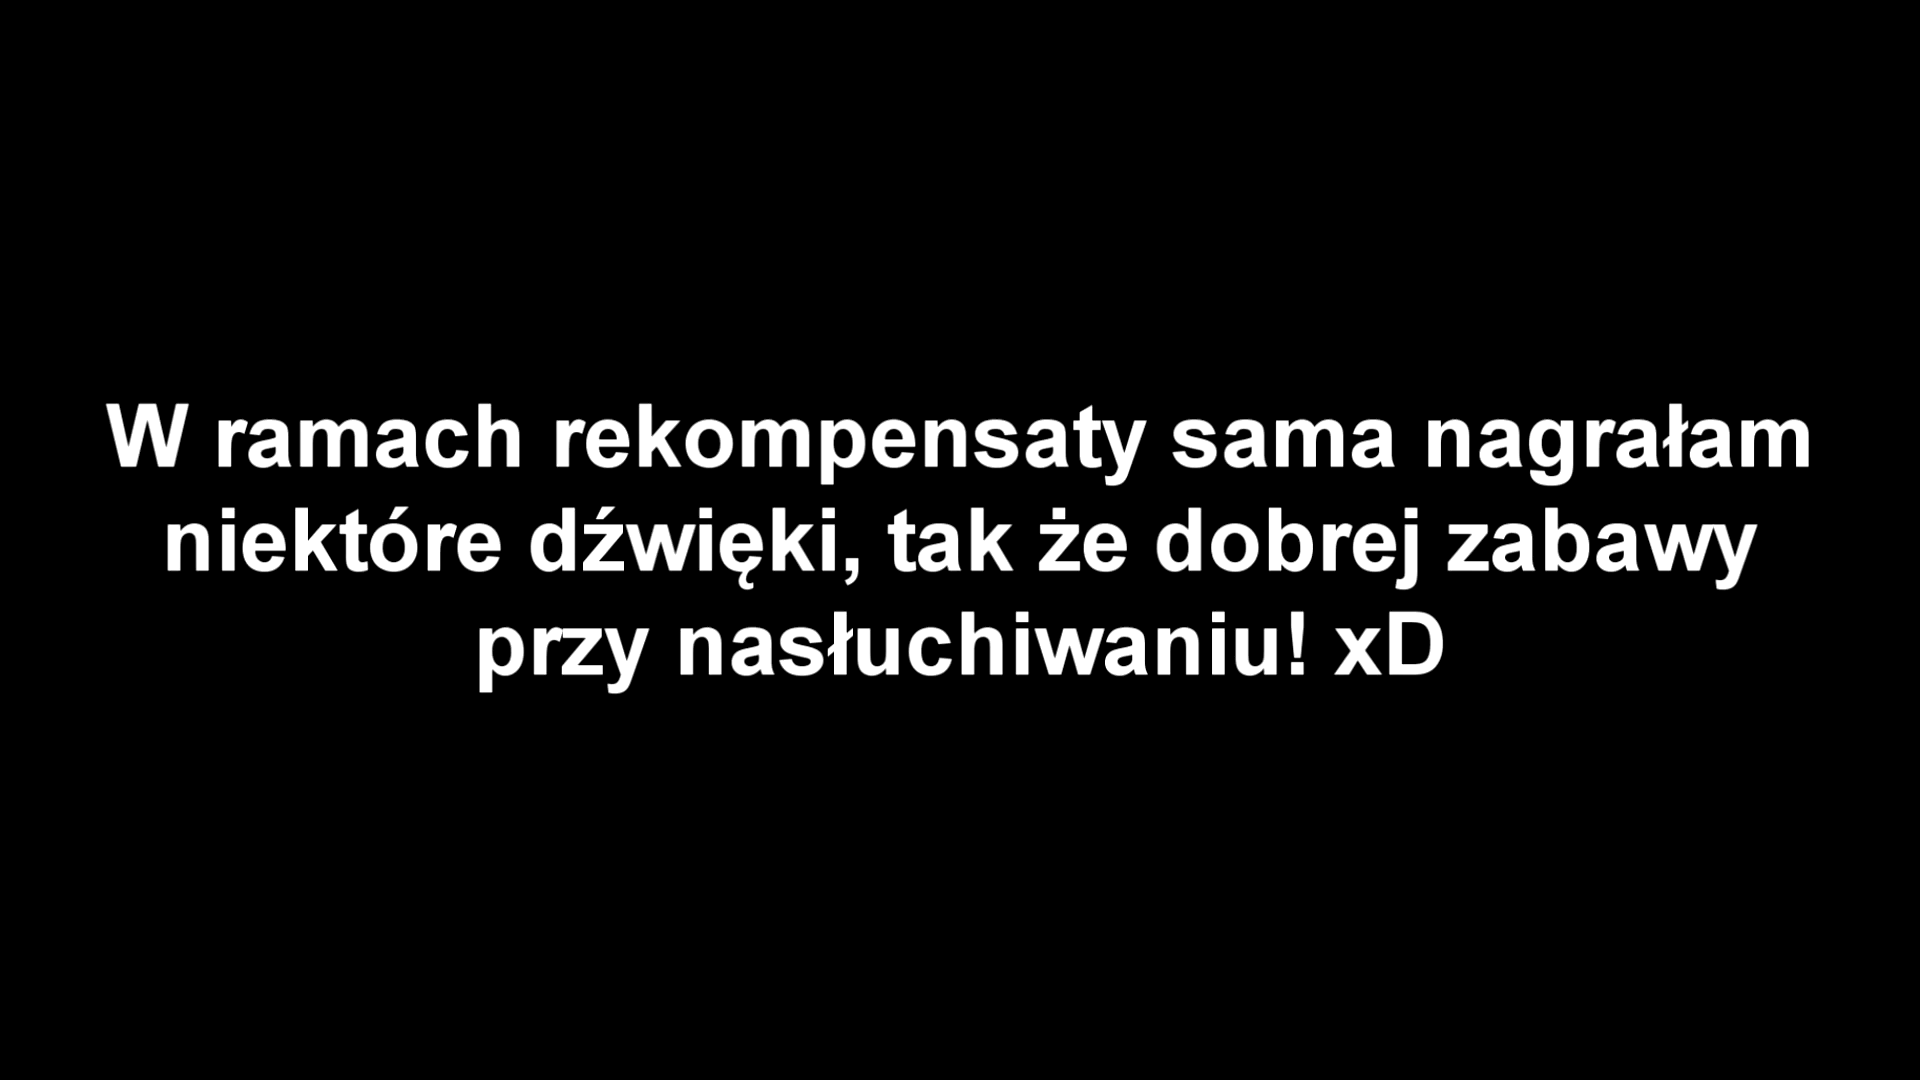 W ramach rekompensaty sama nagrałam
niektóre dźwięki, tak że dobrej zabawy
przy nasłuchiwaniu! xD